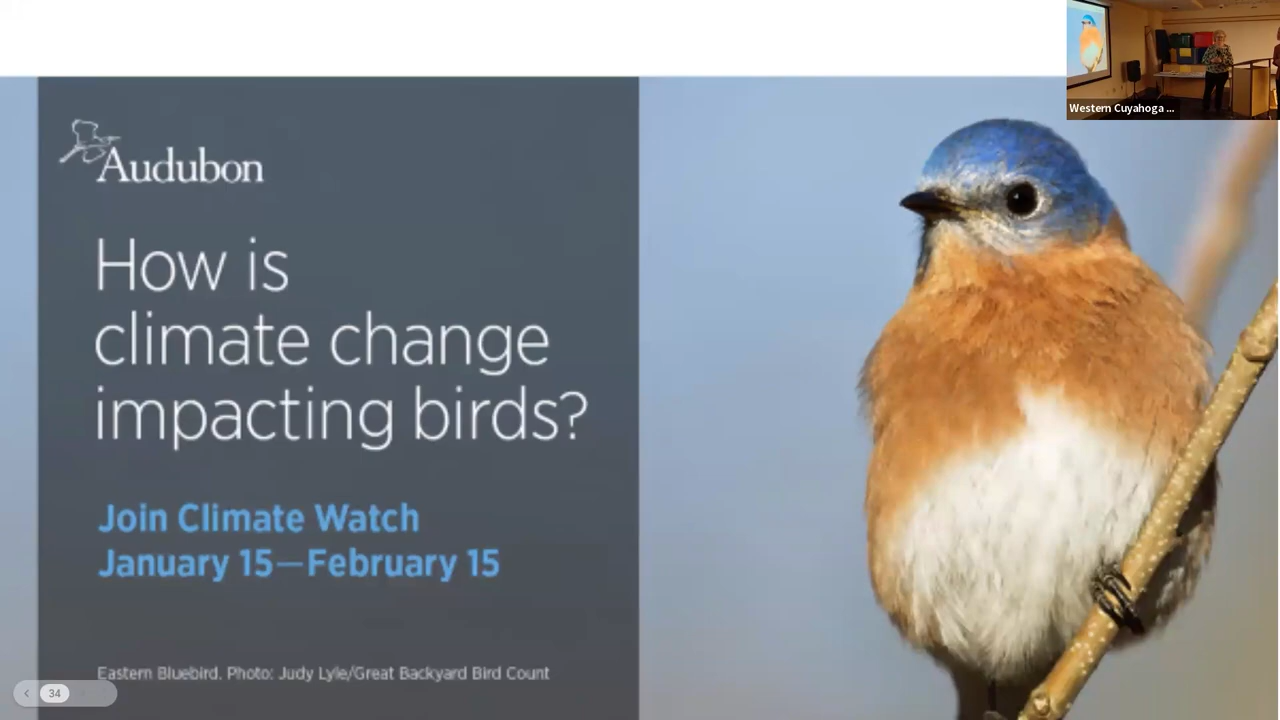 Western Cuyahoga ...
Audubon
How is
climate change
impacting birds?
Join Climate Watch
January 15—February 15
Eastern Bluebird. Photo: Judy Lyle/Great Backyard Bird Count
34